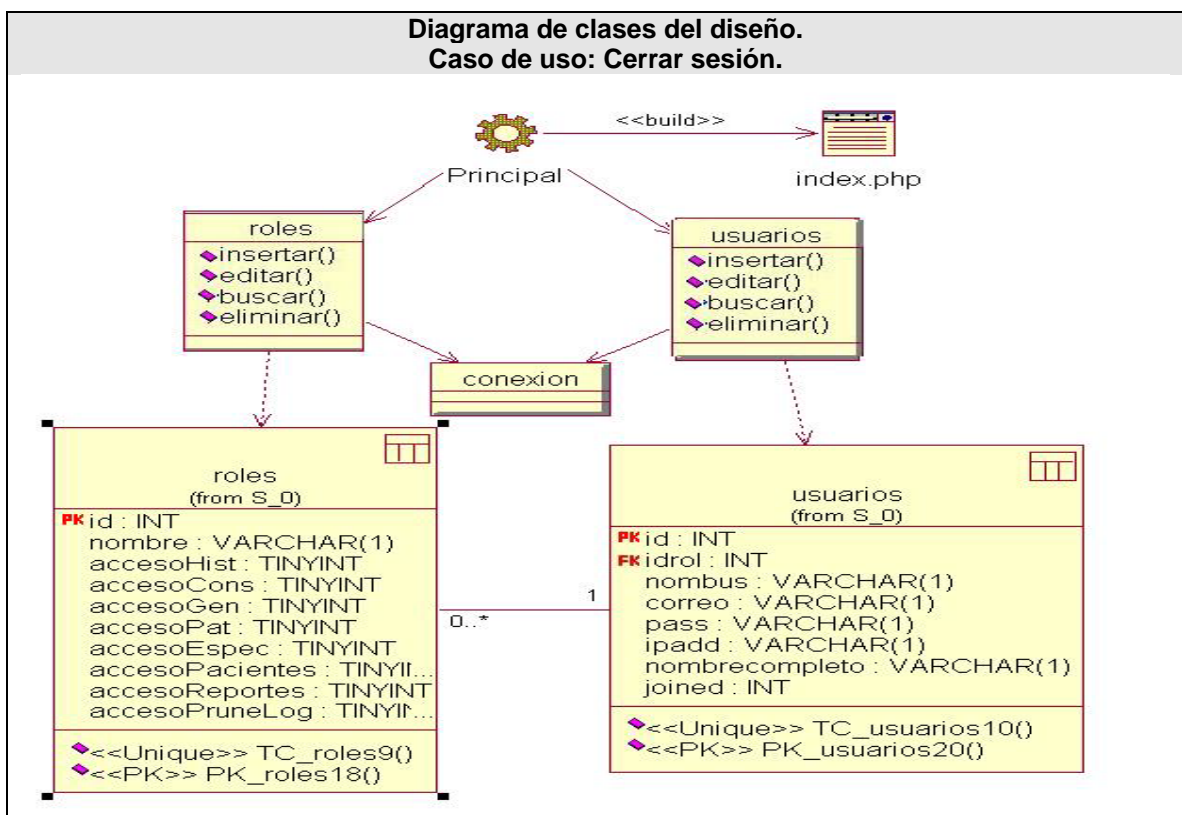 Diagrama de clases del diseño.
Caso de uso: Cerrar sesión.
<<build>>
Principal
index.php
roles
insertar()
editar()
buscar()
eliminar()
usuarios
insertar()
editar()
buscar()
eliminar()
conexion
roles
(from S_0)
PK id : INT
nombre : VARCHAR(1)
accesoHist : TINYINT
accesoCons : TINYINT
accesoGen : TINYINT
accesoPat : TINYINT
accesoEspec : TINYINT
accesoPacientes : TINYII...
accesoReportes : TINYINT
accesoPruneLog : TINYIN...
<<Unique>> TC_roles9()
<<PK>> PK_roles18()
0..*
1
usuarios
(from S_0)
PK id : INT
FK idrol : INT
nombus : VARCHAR(1)
correo : VARCHAR(1)
pass : VARCHAR(1)
ipadd : VARCHAR(1)
nombrecompleto : VARCHAR(1)
joined : INT
<<Unique>> TC_usuarios10()
<<PK>> PK_usuarios20()